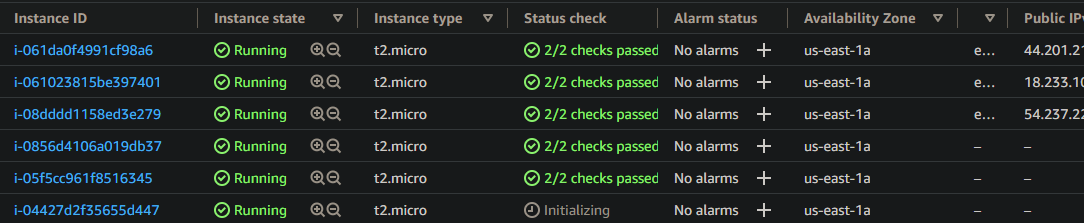 Instance ID Instance state Instance type Status check Alarm status Availability Zone Public IPv
i-061da0f4991cf98a6 Running t2.micro 2/2 checks passed No alarms + us-east-1a e... 44.201.21
i-061023815be397401 Running t2.micro 2/2 checks passed No alarms + us-east-1a e... 18.233.10
i-08dddd1158ed3e279 Running t2.micro 2/2 checks passed No alarms + us-east-1a e... 54.237.22
i-0856d4106a019db37 Running t2.micro 2/2 checks passed No alarms + us-east-1a – –
i-05f5cc961f8516345 Running t2.micro 2/2 checks passed No alarms + us-east-1a – –
i-04427d2f35655d447 Running t2.micro Initializing No alarms + us-east-1a – –